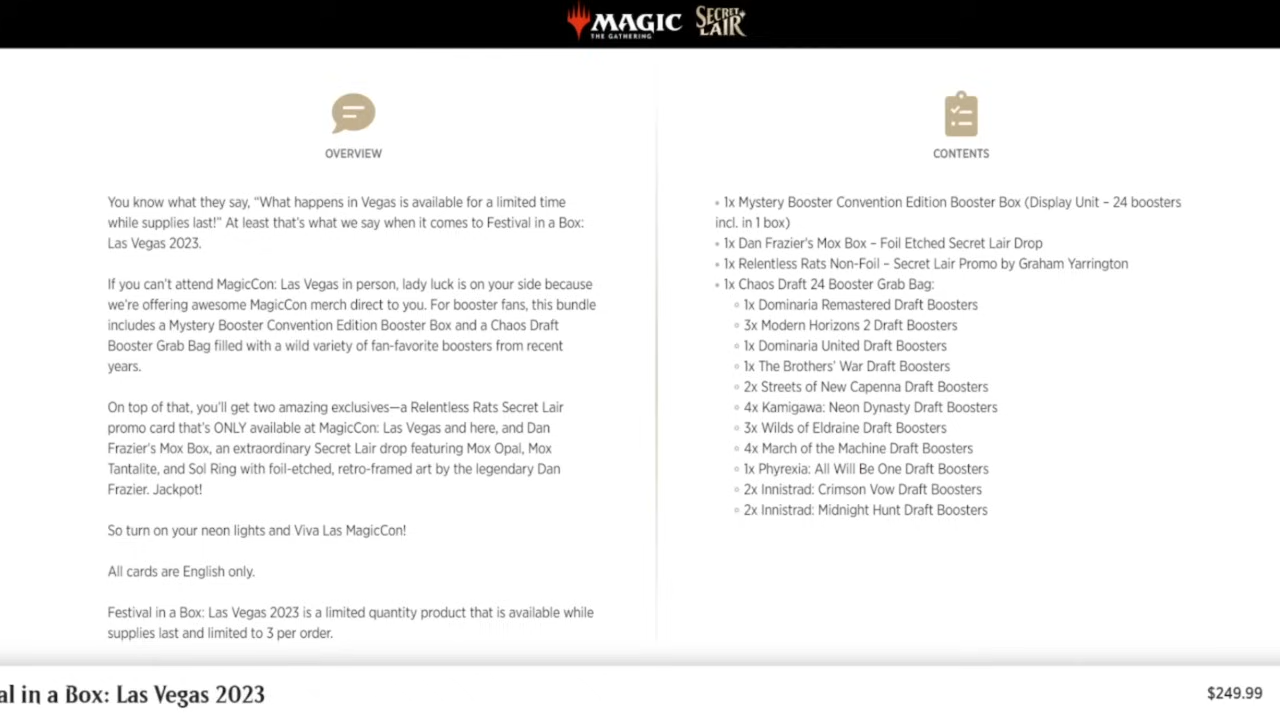 MAGIC
THE GATHERING
SECRET
LAIR
OVERVIEW
You know what they say, “What happens in Vegas is available for a limited time
while supplies last!” At least that’s what we say when it comes to Festival in a Box:
Las Vegas 2023.
If you can’t attend MagicCon: Las Vegas in person, lady luck is on your side because
we’re offering awesome MagicCon merch direct to you. For booster fans, this bundle
includes a Mystery Booster Convention Edition Booster Box and a Chaos Draft
Booster Grab Bag filled with a wild variety of fan-favorite boosters from recent
years.
On top of that, you’ll get two amazing exclusives—a Relentless Rats Secret Lair
promo card that’s ONLY available at MagicCon: Las Vegas and here, and Dan
Frazier’s Mox Box, an extraordinary Secret Lair drop featuring Mox Opal, Mox
Tantalite, and Sol Ring with foil-etched, retro-framed art by the legendary Dan
Frazier. Jackpot!
So turn on your neon lights and Viva Las MagicCon!
All cards are English only.
Festival in a Box: Las Vegas 2023 is a limited quantity product that is available while
supplies last and limited to 3 per order.
CONTENTS
• 1x Mystery Booster Convention Edition Booster Box (Display Unit – 24 boosters
incl. in 1 box)
• 1x Dan Frazier’s Mox Box – Foil Etched Secret Lair Drop
• 1x Relentless Rats Non-Foil – Secret Lair Promo by Graham Yarrington
• 1x Chaos Draft 24 Booster Grab Bag:
◦ 1x Dominaria Remastered Draft Boosters
◦ 3x Modern Horizons 2 Draft Boosters
◦ 1x Dominaria United Draft Boosters
◦ 1x The Brothers’ War Draft Boosters
◦ 2x Streets of New Capenna Draft Boosters
◦ 4x Kamigawa: Neon Dynasty Draft Boosters
◦ 3x Wilds of Eldraine Draft Boosters
◦ 4x March of the Machine Draft Boosters
◦ 1x Phyrexia: All Will Be One Draft Boosters
◦ 2x Innistrad: Crimson Vow Draft Boosters
◦ 2x Innistrad: Midnight Hunt Draft Boosters
al in a Box: Las Vegas 2023
$249.99